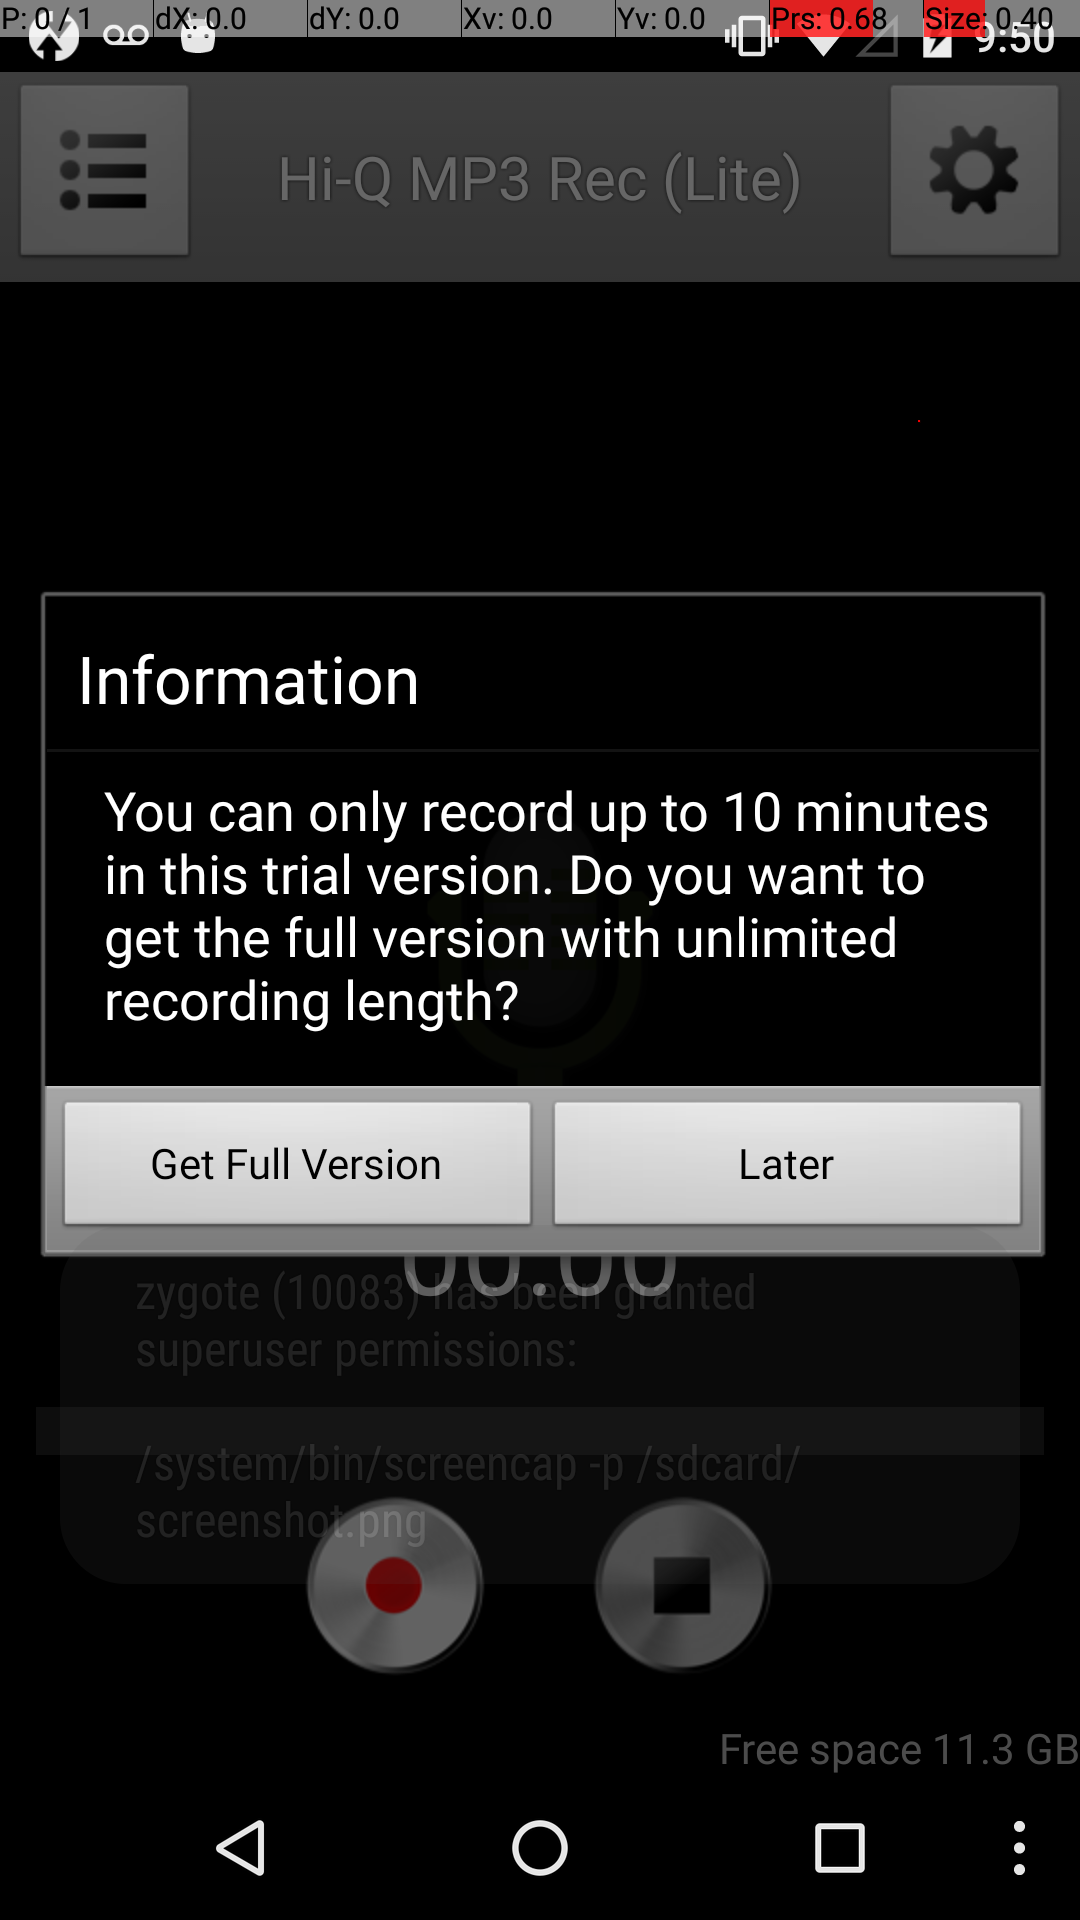 P: 0 / 1 dX: 0.0 dY: 0.0 Xv: 0.0 Yv: 0.0 Prs: 0.68 Size: 0.40
9:50
Hi-Q MP3 Rec (Lite)
Information
You can only record up to 10 minutes
in this trial version. Do you want to
get the full version with unlimited
recording length?
Get Full Version Later
00:00
zygote (10083) has been granted
superuser permissions:
/system/bin/screencap -p /sdcard/
screenshot.png
Free space 11.3 GB